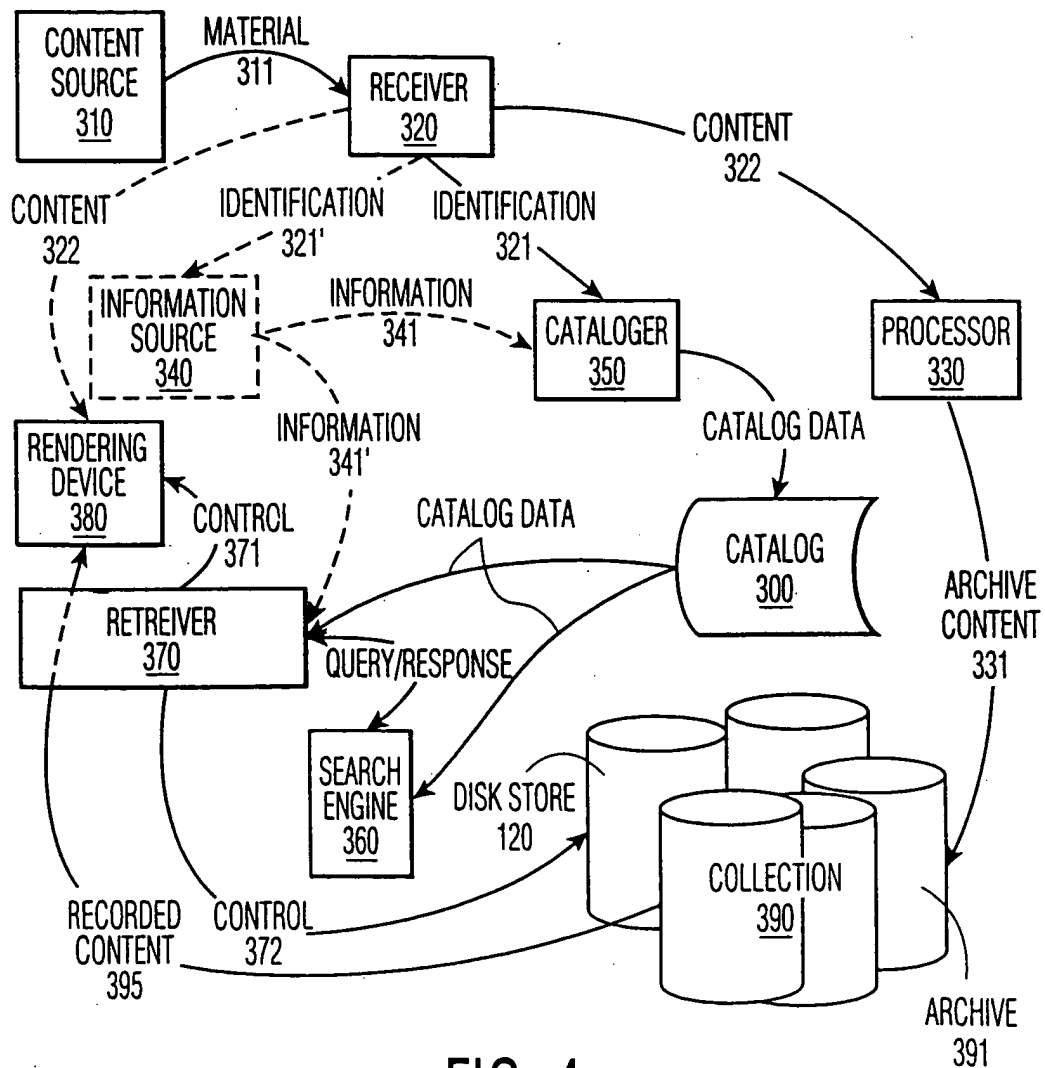 CONTENT
SOURCE
310
MATERIAL
311
RECEIVER
320
CONTENT
322
CONTENT
322
IDENTIFICATION
321'
IDENTIFICATION
321
INFORMATION
SOURCE
340
INFORMATION
341
CATALOGER
350
PROCESSOR
330
INFORMATION
341'
CATALOG DATA
RENDERING
DEVICE
380
CONTROL
371
CATALOG DATA
CATALOG
300
ARCHIVE
CONTENT
331
RETREIVER
370
QUERY/RESPONSE
SEARCH
ENGINE
360
DISK STORE
120
COLLECTION
390
RECORDED
CONTENT
395
CONTROL
372
ARCHIVE
391
FIG. 4